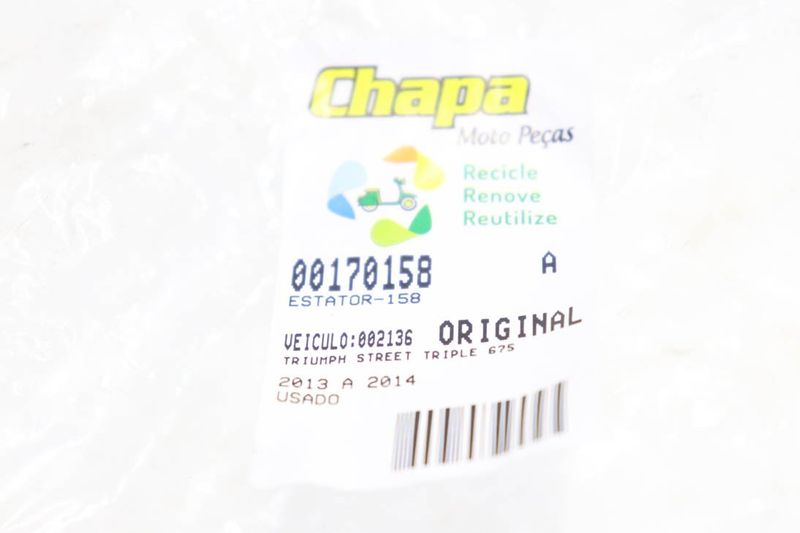 Chapa
Moto Peças
Recicle
Renove
Reutilize
00170158 A
ESTATOR-158
VEICULO:002136 ORIGINAL
TRIUMPH STREET TRIPLE 675
2013 A 2014
USADO